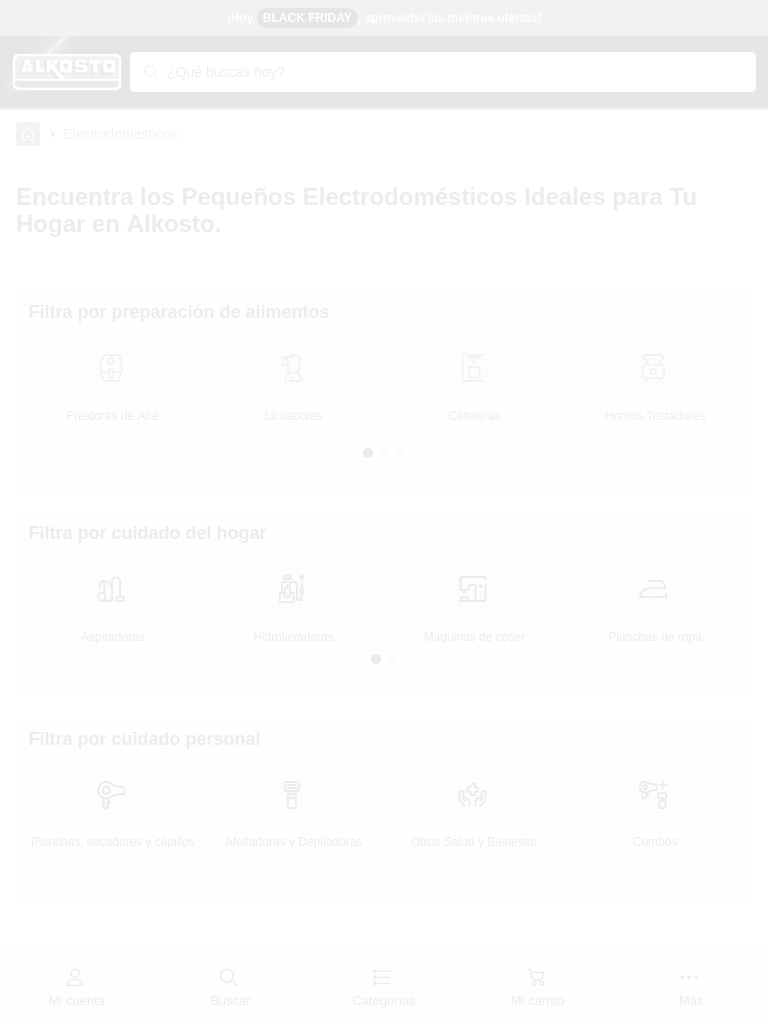 ¡Hoy BLACK FRIDAY, aprovecha las mejores ofertas!
ALKOSTO
¿Qué buscas hoy?
Electrodomésticos
Encuentra los Pequeños Electrodomésticos Ideales para Tu
Hogar en Alkosto.
Filtra por preparación de alimentos
Freidoras de Aire
Licuadoras
Cafeteras
Hornos Tostadores
Filtra por cuidado del hogar
Aspiradoras
Hidrolavadoras
Maquinas de coser
Planchas de ropa
Filtra por cuidado personal
Planchas, secadores y cepillos
Afeitadoras y Depiladoras
Otros Salud y Bienestar
Combos
Mi cuenta
Buscar
Categorías
Mi carrito
Más